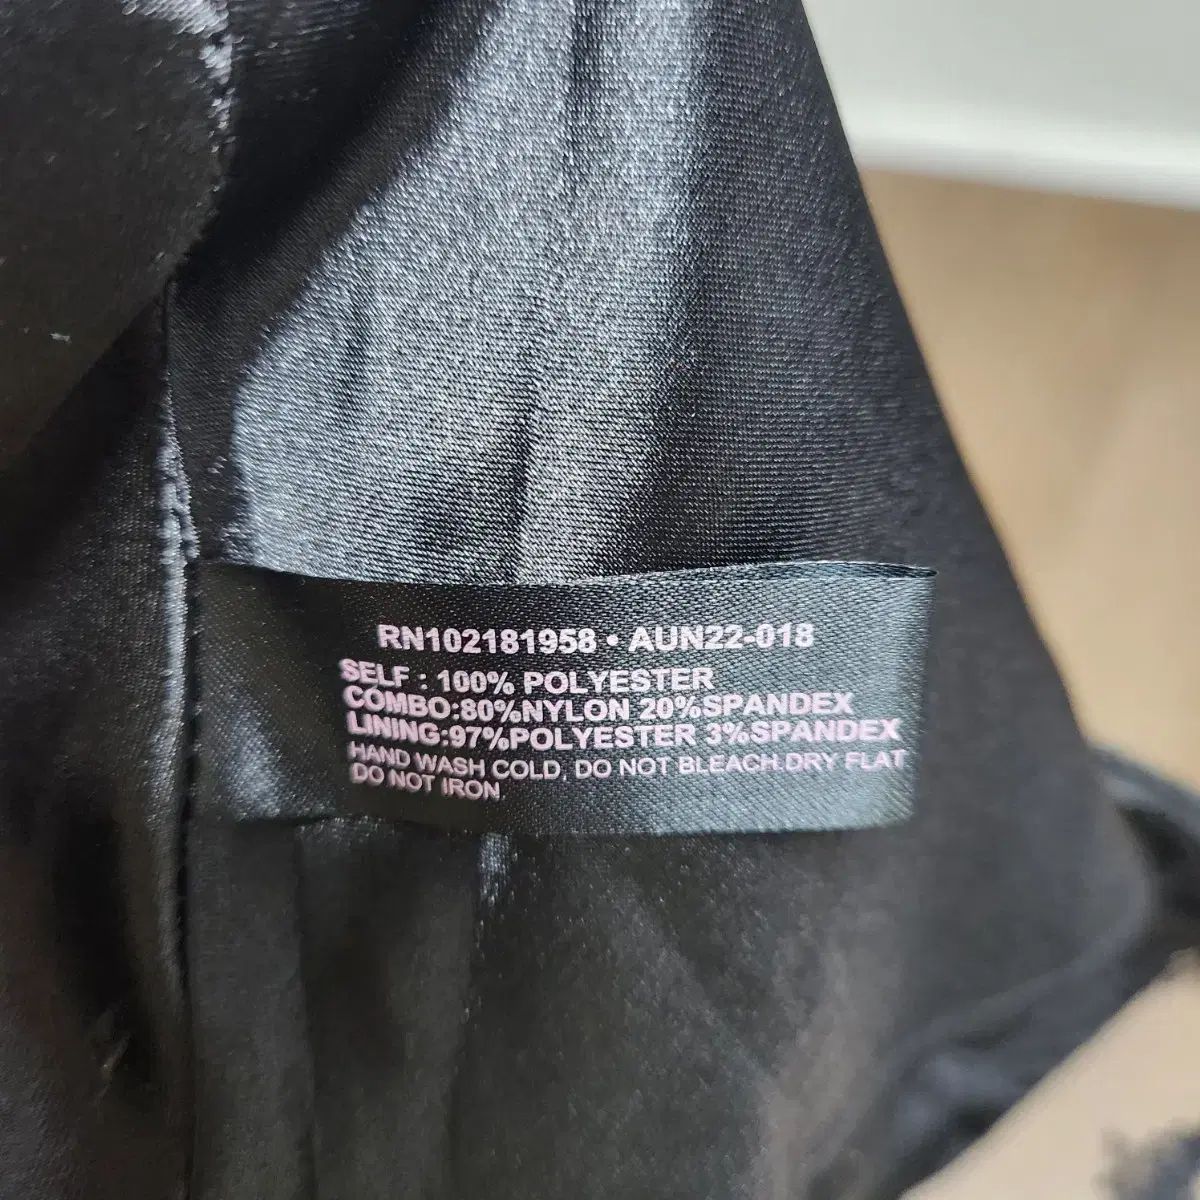 RN102181958 • AUN22-018
SELF : 100% POLYESTER
COMBO:80%NYLON 20%SPANDEX
LINING:97%POLYESTER 3%SPANDEX
HAND WASH COLD, DO NOT BLEACH.DRY FLAT
DO NOT IRON.